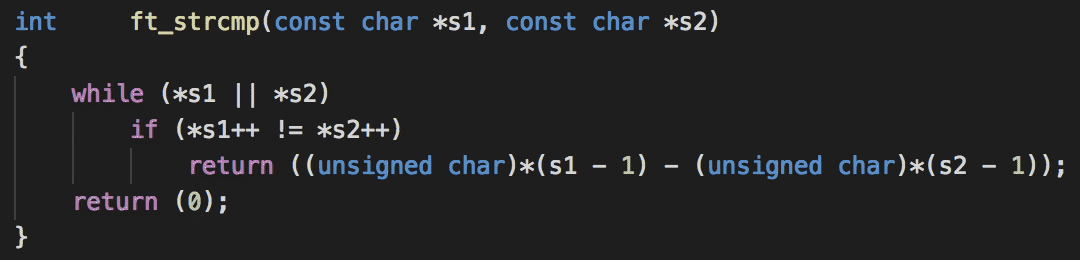 int     ft_strcmp(const char *s1, const char *s2)
{
    while (*s1 || *s2)
        if (*s1++ != *s2++)
            return ((unsigned char)*(s1 - 1) - (unsigned char)*(s2 - 1));
    return (0);
}